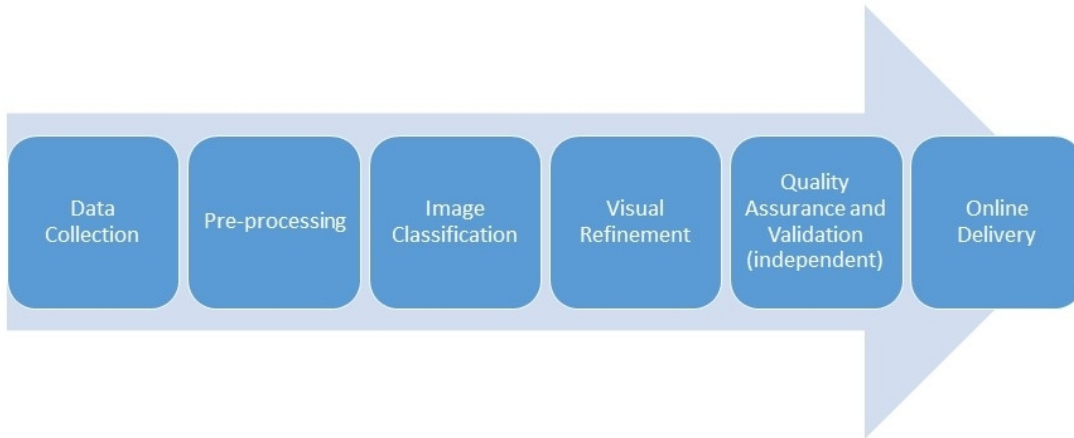 Data
Collection
Pre-processing
Image
Classification
Visual
Refinement
Quality
Assurance and
Validation
(independent)
Online
Delivery